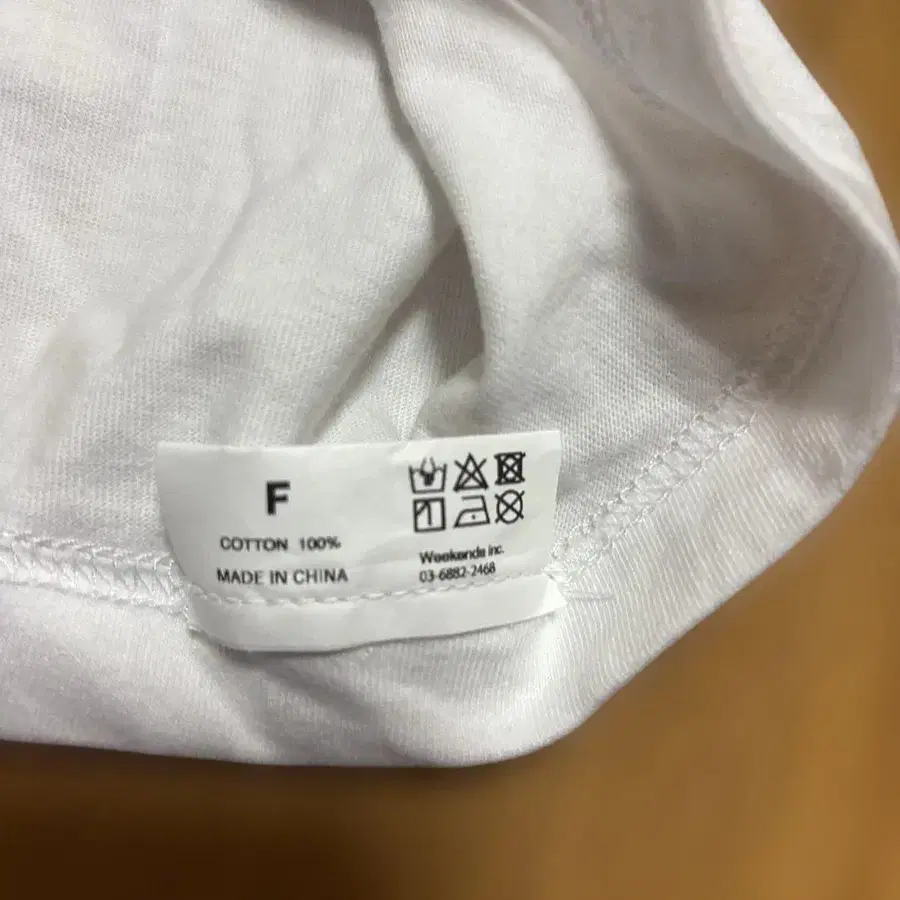 F
COTTON 100%
MADE IN CHINA
Weekends inc.
03-6882-2468